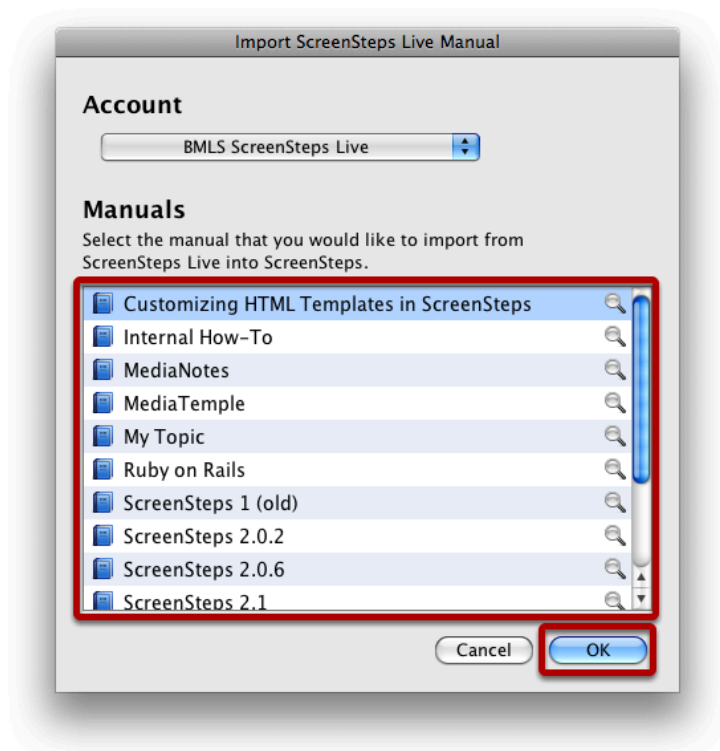 Import ScreenSteps Live Manual
Account
BMLS ScreenSteps Live
Manuals
Select the manual that you would like to import from
ScreenSteps Live into ScreenSteps.
Customizing HTML Templates in ScreenSteps
Internal How-To
MediaNotes
MediaTemple
My Topic
Ruby on Rails
ScreenSteps 1 (old)
ScreenSteps 2.0.2
ScreenSteps 2.0.6
ScreenSteps 2.1
Cancel OK